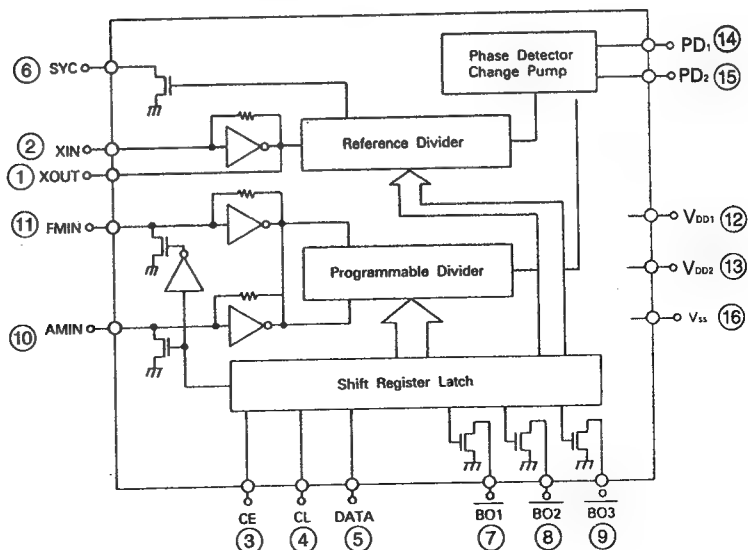 6 SYC
Phase Detector
Change Pump
PD1 14
PD2 15
2 XIN
1 XOUT
Reference Divider
11 FMIN
VDD1 12
Programmable Divider
VDD2 13
10 AMIN
Vss 16
Shift Register Latch
CE
CL
DATA
BO1
BO2
BO3
3
4
5
7
8
9